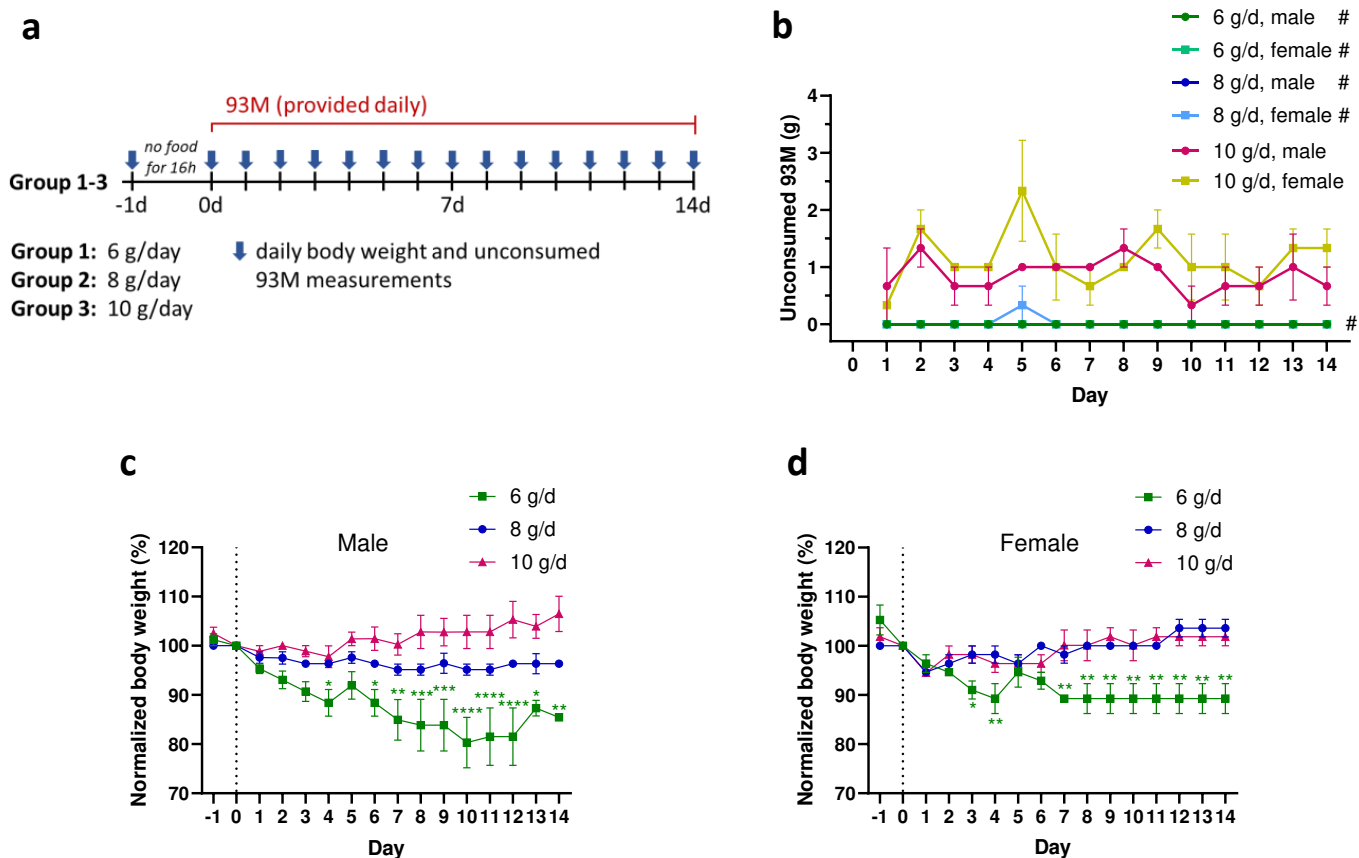 a
93M (provided daily)
no food
for 16h
Group 1-3
-1d 0d 7d 14d
Group 1: 6 g/day
Group 2: 8 g/day
Group 3: 10 g/day
daily body weight and unconsumed
93M measurements
b
6 g/d, male #
6 g/d, female #
8 g/d, male #
8 g/d, female #
10 g/d, male
10 g/d, female
Unconsumed 93M (g)
4
3
2
1
0
#
0 1 2 3 4 5 6 7 8 9 10 11 12 13 14
Day
c
6 g/d
8 g/d
10 g/d
Male
Normalized body weight (%)
120
110
100
90
80
70
* * ** *** *** **** **** **** * **
-1 0 1 2 3 4 5 6 7 8 9 10 11 12 13 14
Day
d
6 g/d
8 g/d
10 g/d
Female
Normalized body weight (%)
120
110
100
90
80
70
* ** ** ** ** ** ** ** ** **
-1 0 1 2 3 4 5 6 7 8 9 10 11 12 13 14
Day